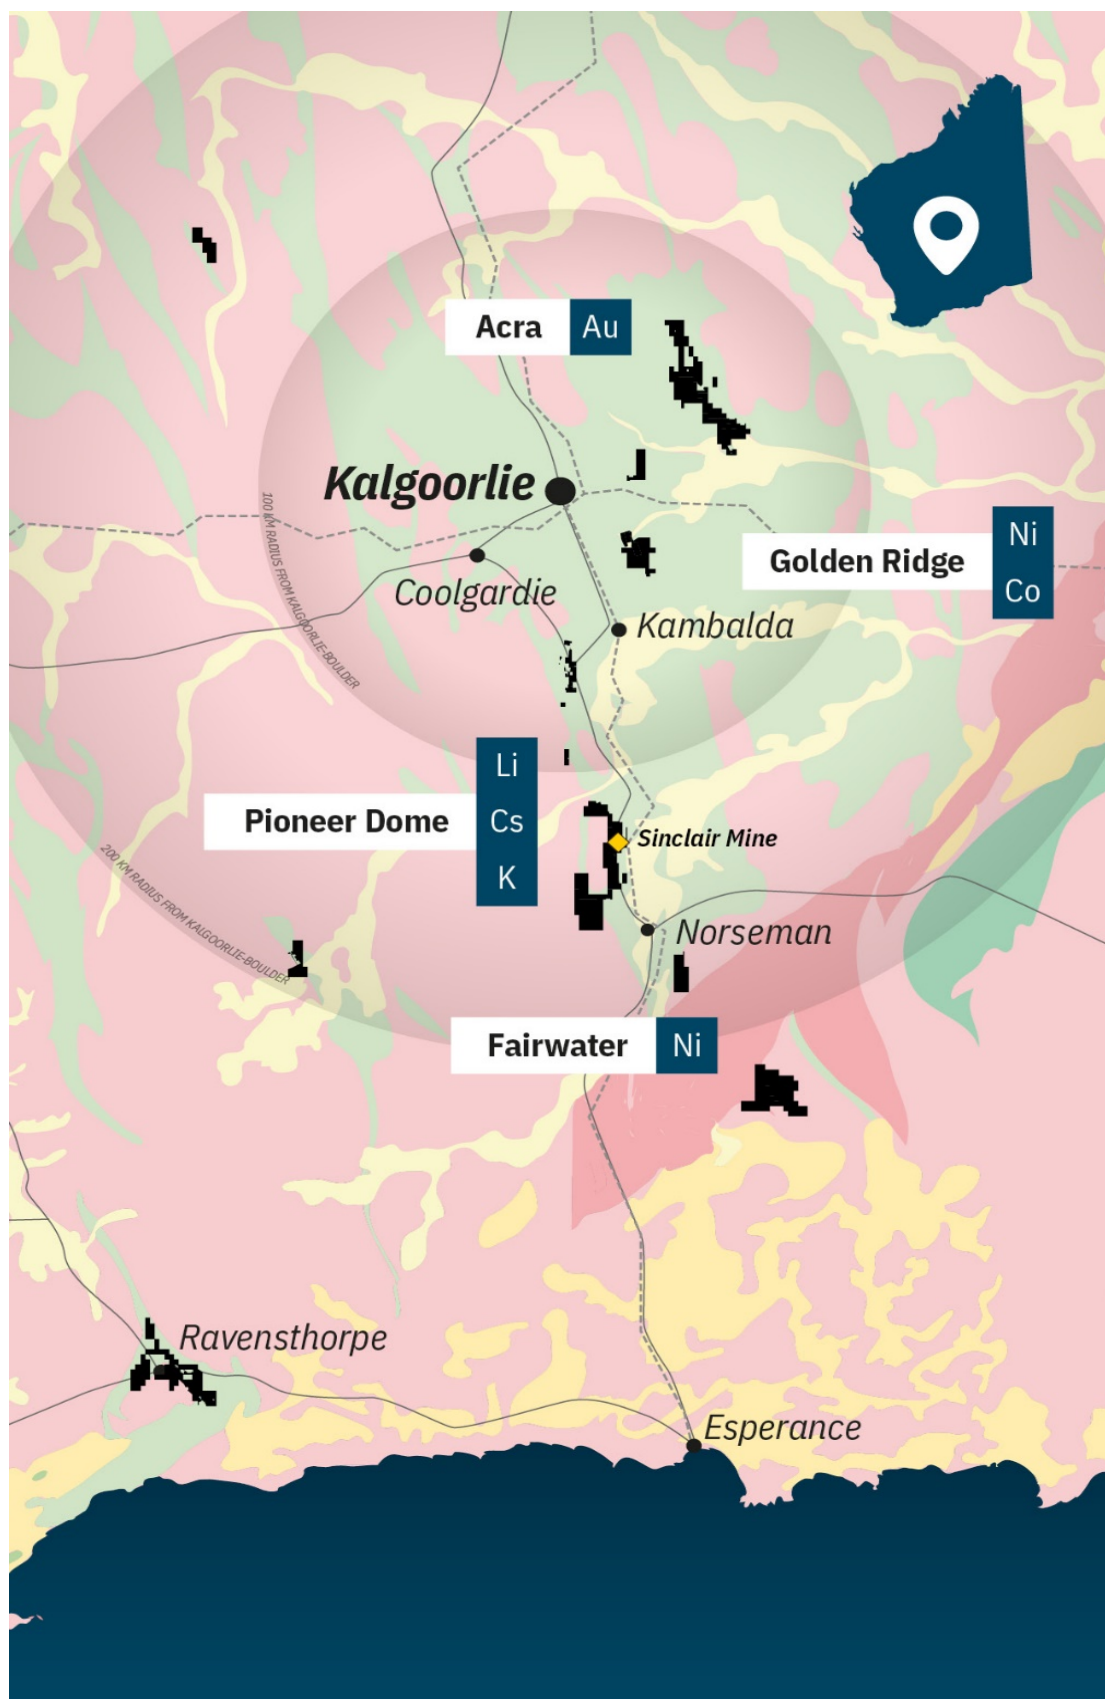 Acra
Au
Kalgoorlie
100 KM RADIUS FROM KALGOORLIE-BOULDER
Ni
Golden Ridge
Co
Coolgardie
Kambalda
Li
Pioneer Dome
Cs
K
Sinclair Mine
200 KM RADIUS FROM KALGOORLIE-BOULDER
Norseman
Fairwater
Ni
Ravensthorpe
Esperance